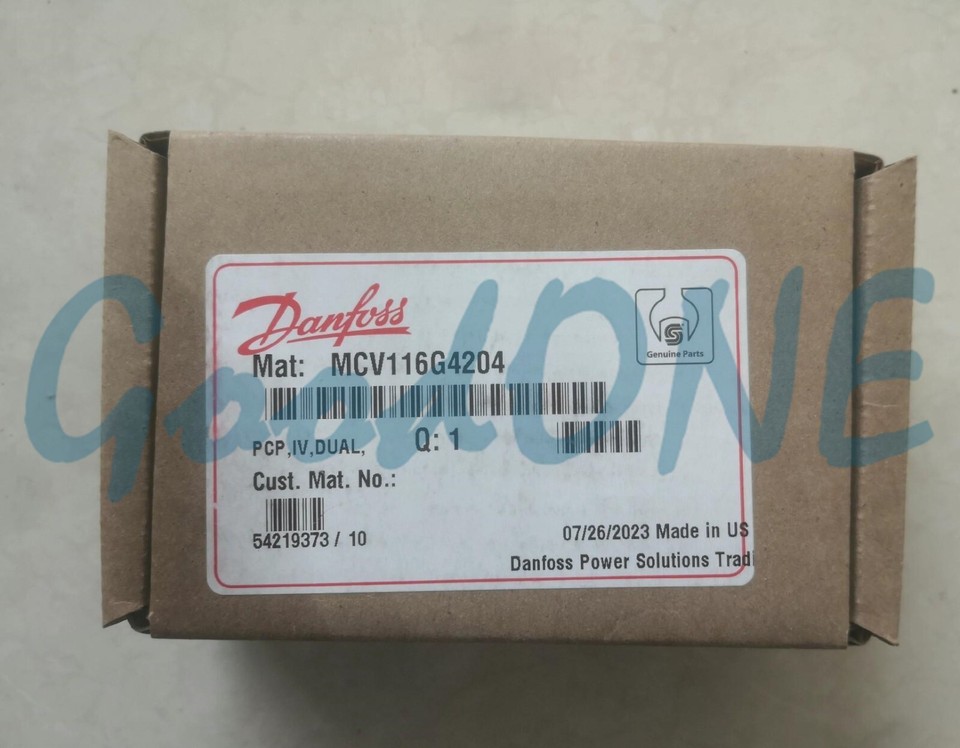 GoodONE
Danfoss
Genuine Parts
Mat: MCV116G4204
PCP,IV,DUAL, Q: 1
Cust. Mat. No.:
54219373 / 10
07/26/2023 Made in US
Danfoss Power Solutions Tradi